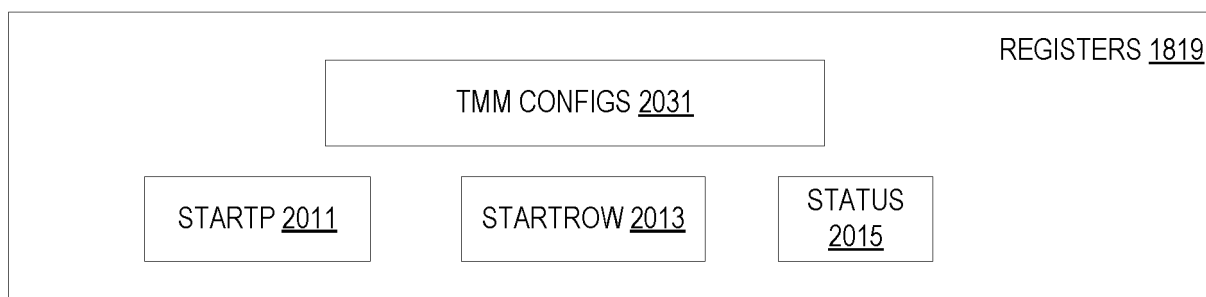 REGISTERS 1819
TMM CONFIGS 2031
STARTP 2011
STARTROW 2013
STATUS
2015